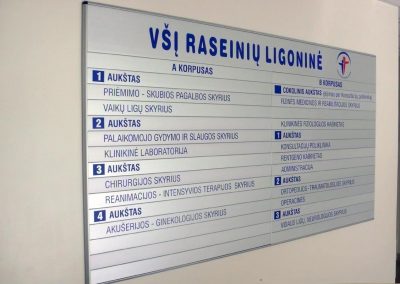 VŠĮ RASEINIŲ LIGONINĖ
A KORPUSAS
1 AUKŠTAS
PRIĖMIMO - SKUBIOS PAGALBOS SKYRIUS
VAIKŲ LIGŲ SKYRIUS
2 AUKŠTAS
PALAIKOMOJO GYDYMO IR SLAUGOS SKYRIUS
KLINIKINĖ LABORATORIJA
3 AUKŠTAS
CHIRURGIJOS SKYRIUS
REANIMACIJOS - INTENSYVIOS TERAPIJOS SKYRIUS
4 AUKŠTAS
AKUŠERIJOS - GINEKOLOGIJOS SKYRIUS
B KORPUSAS
COKOLINIS AUKŠTAS
FIZINĖS MEDICINOS IR REABILITACIJOS SKYRIUS
KLINIKINĖS FIZIOLOGIJOS KABINETAS
1 AUKŠTAS
KONSULTACIJŲ POLIKLINIKA
RENTGENO KABINETAS
ADMINISTRACIJA
2 AUKŠTAS
ORTOPEDIJOS - TRAUMATOLOGIJOS SKYRIUS
OPERACINĖS
3 AUKŠTAS
VIDAUS LIGŲ, NEUROLOGIJOS SKYRIUS